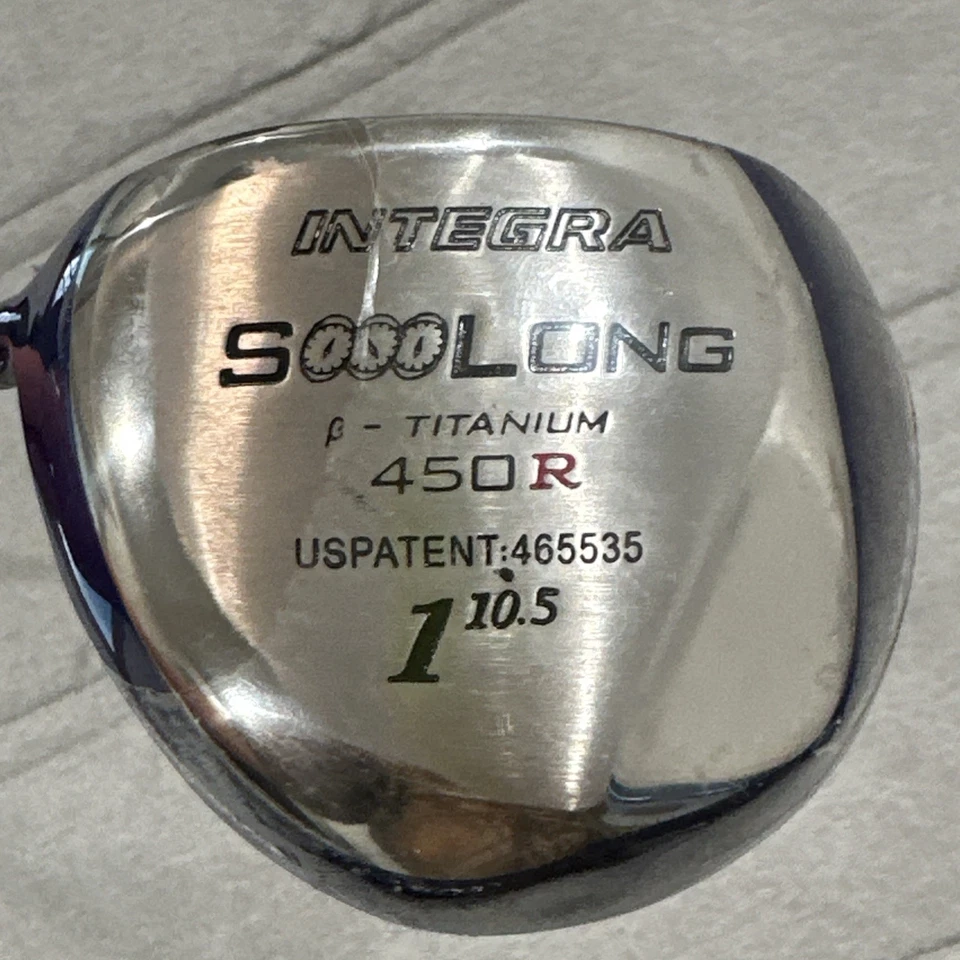 INTEGRA
SOOOLONG
β - TITANIUM
450R
USPATENT:465535
1 10.5